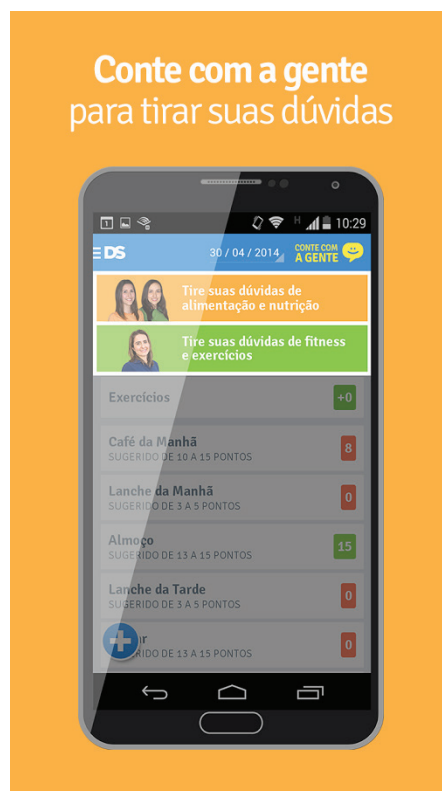 Conte com a gente
para tirar suas dúvidas
1
H
10:29
DS
30 / 04 / 2014
CONTE COM
A GENTE
Tire suas dúvidas de
alimentação e nutrição
Tire suas dúvidas de fitness
e exercícios
Exercícios
+0
Café da Manhã
SUGERIDO DE 10 A 15 PONTOS
8
Lanche da Manhã
SUGERIDO DE 3 A 5 PONTOS
0
Almoço
SUGERIDO DE 13 A 15 PONTOS
15
Lanche da Tarde
SUGERIDO DE 3 A 5 PONTOS
0
DE 13 A 15 PONTOS
0